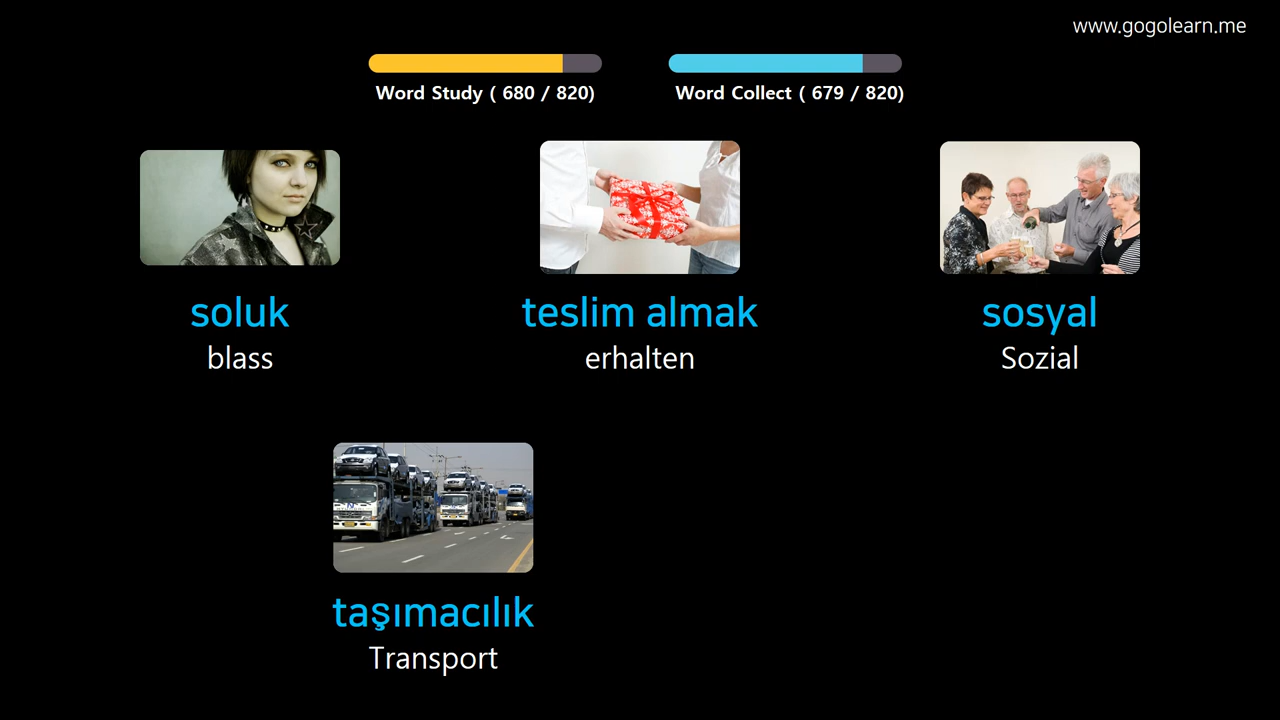 www.gogolearn.me
Word Study ( 680 / 820)
Word Collect ( 679 / 820)
soluk
teslim almak
sosyal
blass
erhalten
Sozial
taşımacılık
Transport